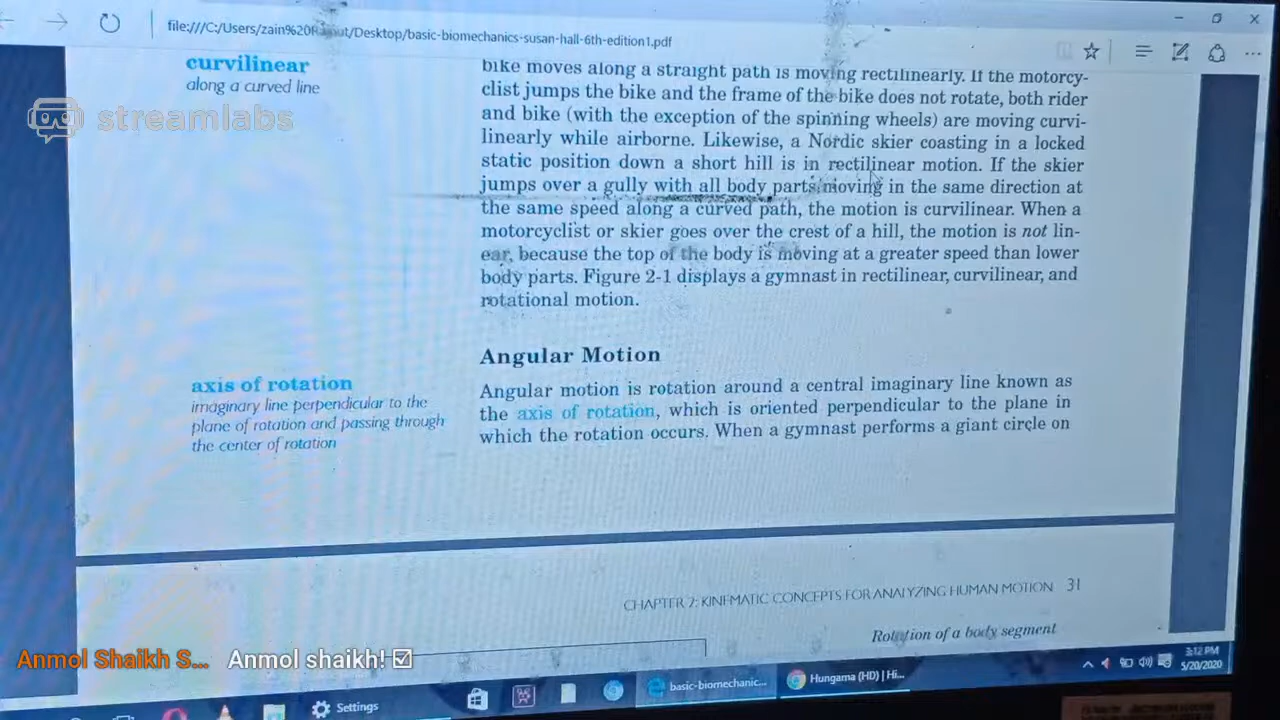 file:///C:/Users/zain%20Rajput/Desktop/basic-biomechanics-susan-hall-6th-edition1.pdf
curvilinear
along a curved line
streamlabs
bike moves along a straight path is moving rectilinearly. If the motorcy-
clist jumps the bike and the frame of the bike does not rotate, both rider
and bike (with the exception of the spinning wheels) are moving curvi-
linearly while airborne. Likewise, a Nordic skier coasting in a locked
static position down a short hill is in rectilinear motion. If the skier
jumps over a gully with all body parts moving in the same direction at
the same speed along a curved path, the motion is curvilinear. When a
motorcyclist or skier goes over the crest of a hill, the motion is not lin-
ear, because the top of the body is moving at a greater speed than lower
body parts. Figure 2-1 displays a gymnast in rectilinear, curvilinear, and
rotational motion.
Angular Motion
axis of rotation
imaginary line perpendicular to the
plane of rotation and passing through
the center of rotation
Angular motion is rotation around a central imaginary line known as
the axis of rotation, which is oriented perpendicular to the plane in
which the rotation occurs. When a gymnast performs a giant circle on
CHAPTER 2: KINEMATIC CONCEPTS FOR ANALYZING HUMAN MOTION 31
Rotation of a body segment
Anmol Shaikh S... Anmol shaikh!
Settings
basic-biomechanic...
Hungama (HD) | Hi...
3:12 PM
5/20/2020